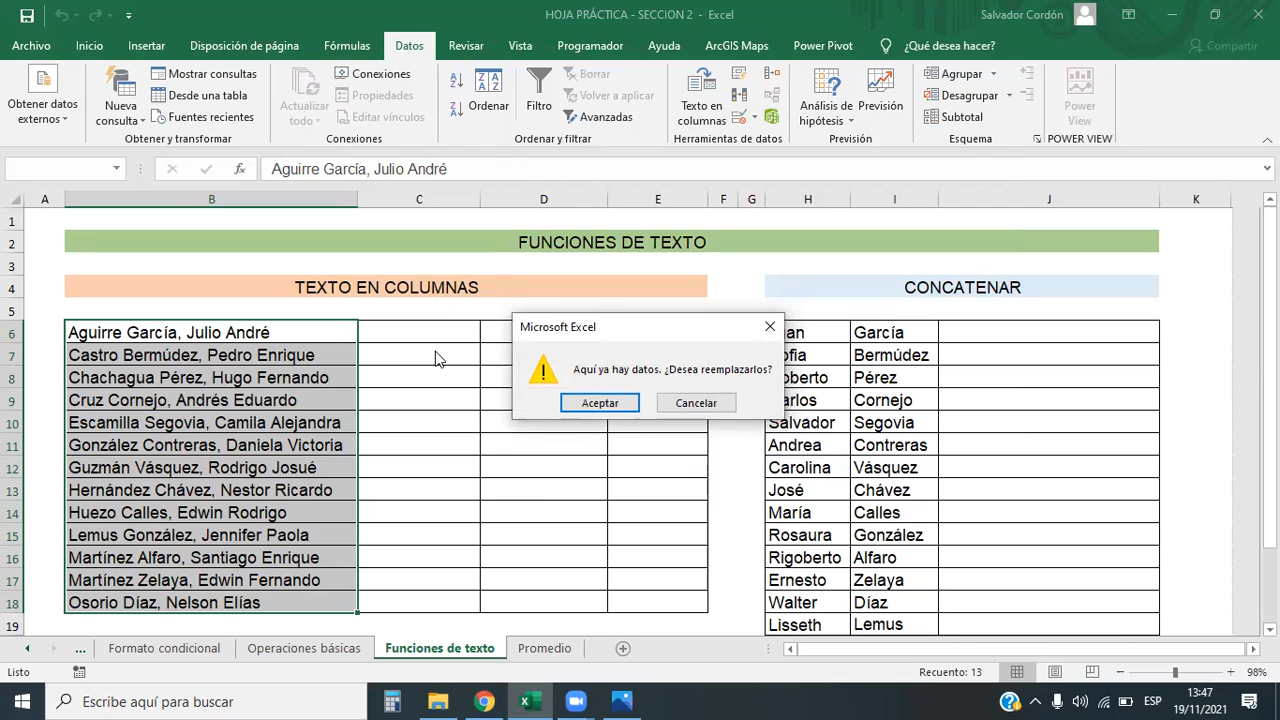 HOJA PRÁCTICA - SECCION 2 - Excel
Salvador Cordón
Archivo Inicio Insertar Disposición de página Fórmulas Datos Revisar Vista Programador Ayuda ArcGIS Maps Power Pivot ¿Qué desea hacer? Compartir
Obtener datos externos
Nueva consulta
Mostrar consultas
Desde una tabla
Fuentes recientes
Obtener y transformar
Actualizar todo
Conexiones
Propiedades
Editar vínculos
Conexiones
Ordenar
Filtro
Borrar
Volver a aplicar
Avanzadas
Ordenar y filtrar
Texto en columnas
Herramientas de datos
Análisis de hipótesis
Previsión
Previsión
Agrupar
Desagrupar
Subtotal
Esquema
Power View
POWER VIEW
fx Aguirre García, Julio André
A B C D E F G H I J K
1
2 FUNCIONES DE TEXTO
3
4 TEXTO EN COLUMNAS CONCATENAR
5
6 Aguirre García, Julio André García
7 Castro Bermúdez, Pedro Enrique Bermúdez
8 Chachagua Pérez, Hugo Fernando Pérez
9 Cruz Cornejo, Andrés Eduardo Cornejo
10 Escamilla Segovia, Camila Alejandra Salvador Segovia
11 González Contreras, Daniela Victoria Andrea Contreras
12 Guzmán Vásquez, Rodrigo Josué Carolina Vásquez
13 Hernández Chávez, Nestor Ricardo José Chávez
14 Huezo Calles, Edwin Rodrigo María Calles
15 Lemus González, Jennifer Paola Rosaura González
16 Martínez Alfaro, Santiago Enrique Rigoberto Alfaro
17 Martínez Zelaya, Edwin Fernando Ernesto Zelaya
18 Osorio Díaz, Nelson Elías Walter Díaz
19 Lisseth Lemus
Microsoft Excel
Aquí ya hay datos. ¿Desea reemplazarlos?
Aceptar Cancelar
... Formato condicional Operaciones básicas Funciones de texto Promedio
Listo Recuento: 13 98%
Escribe aquí para buscar
ESP
13:47
19/11/2021